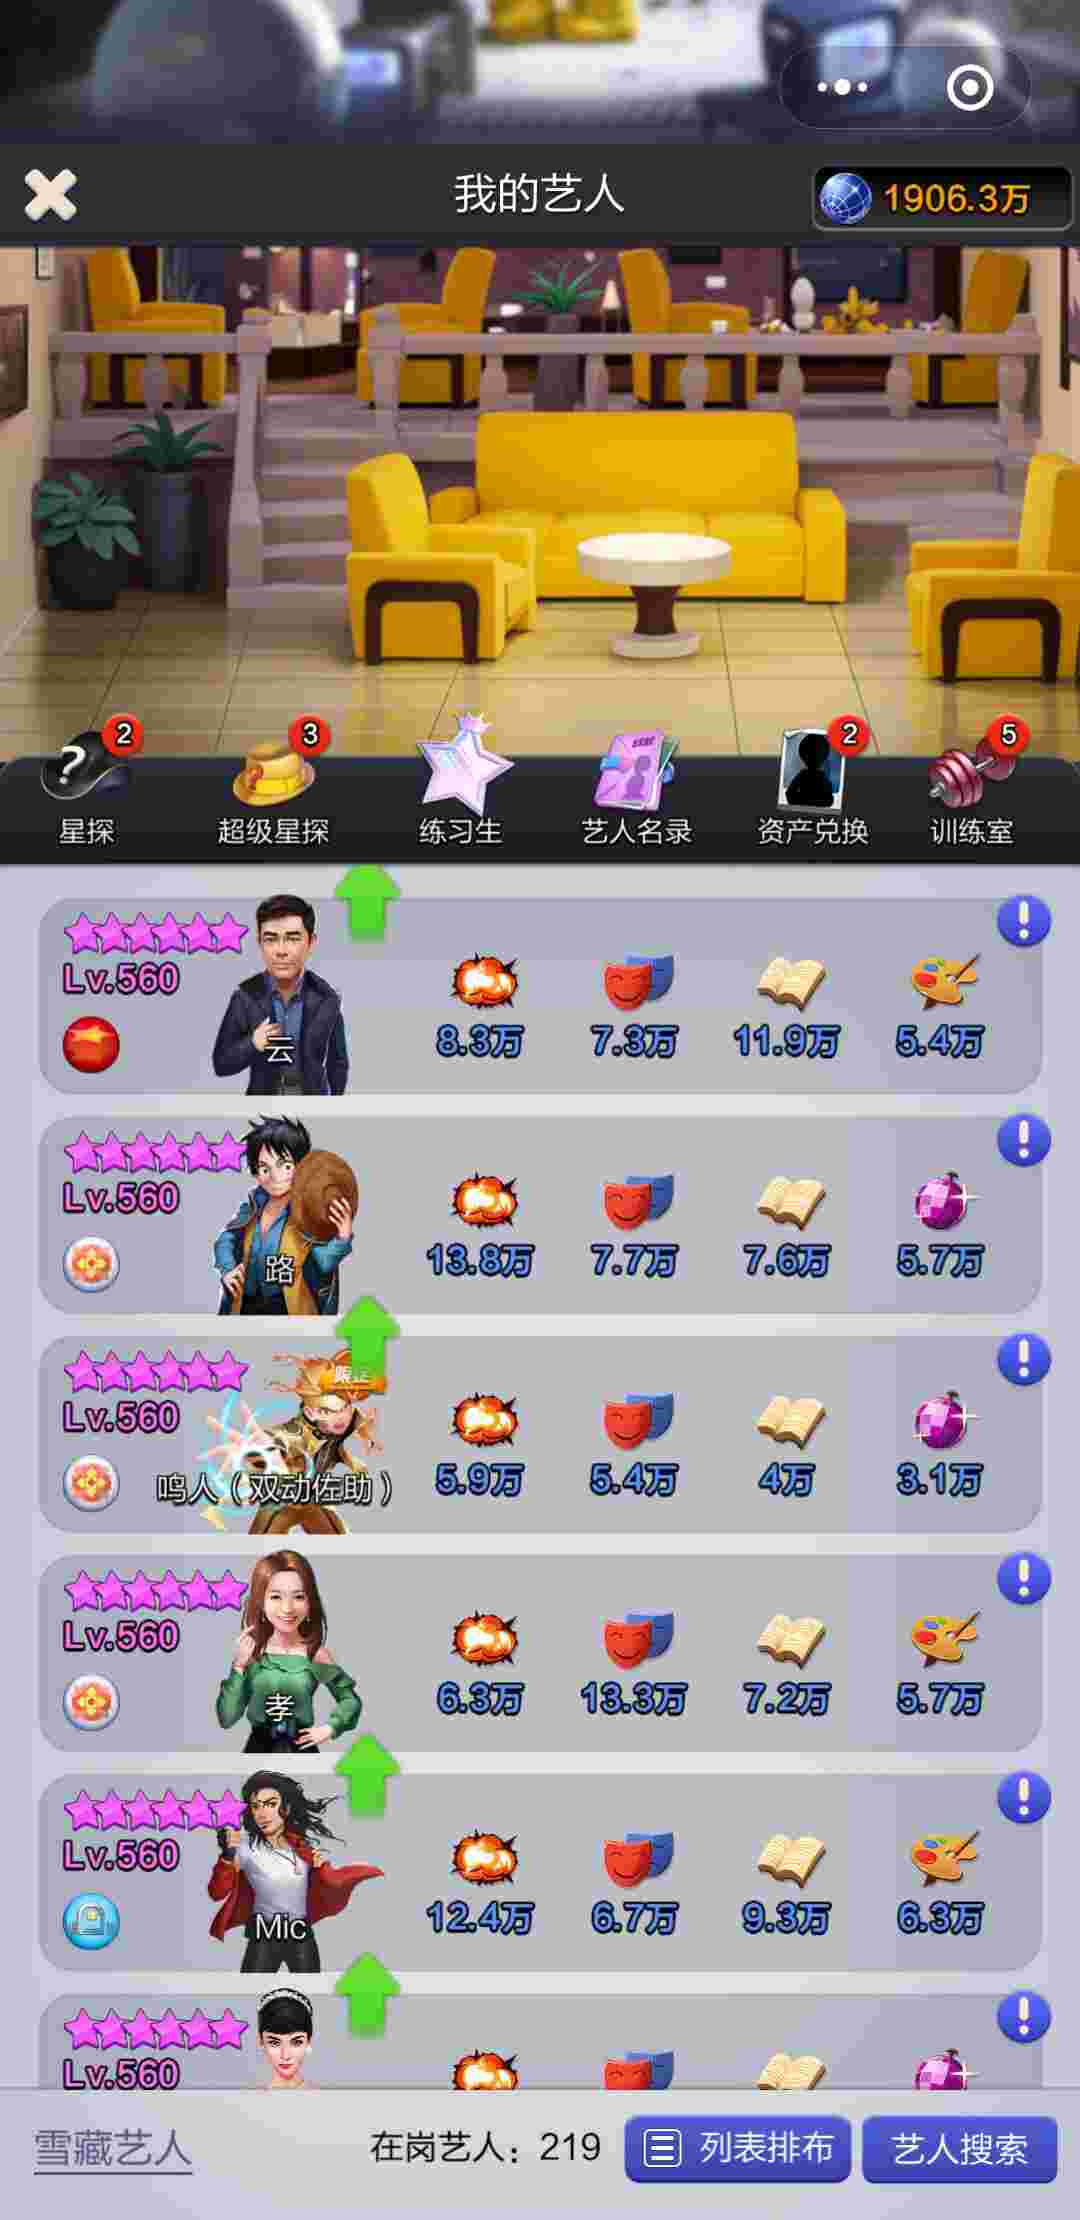 我的艺人
1906.3万
2
3
2
5
星探
超级星探
练习生
艺人名录
资产兑换
训练室
Lv.560
云
8.3万
7.3万
11.9万
5.4万
Lv.560
路
13.8万
7.7万
7.6万
5.7万
限定
Lv.560
鸣人（双动佐助）
5.9万
5.4万
4万
3.1万
Lv.560
孝
6.3万
13.3万
7.2万
5.7万
Lv.560
Mic
12.4万
6.7万
9.3万
6.3万
Lv.560
雪藏艺人
在岗艺人：219
列表排布
艺人搜索